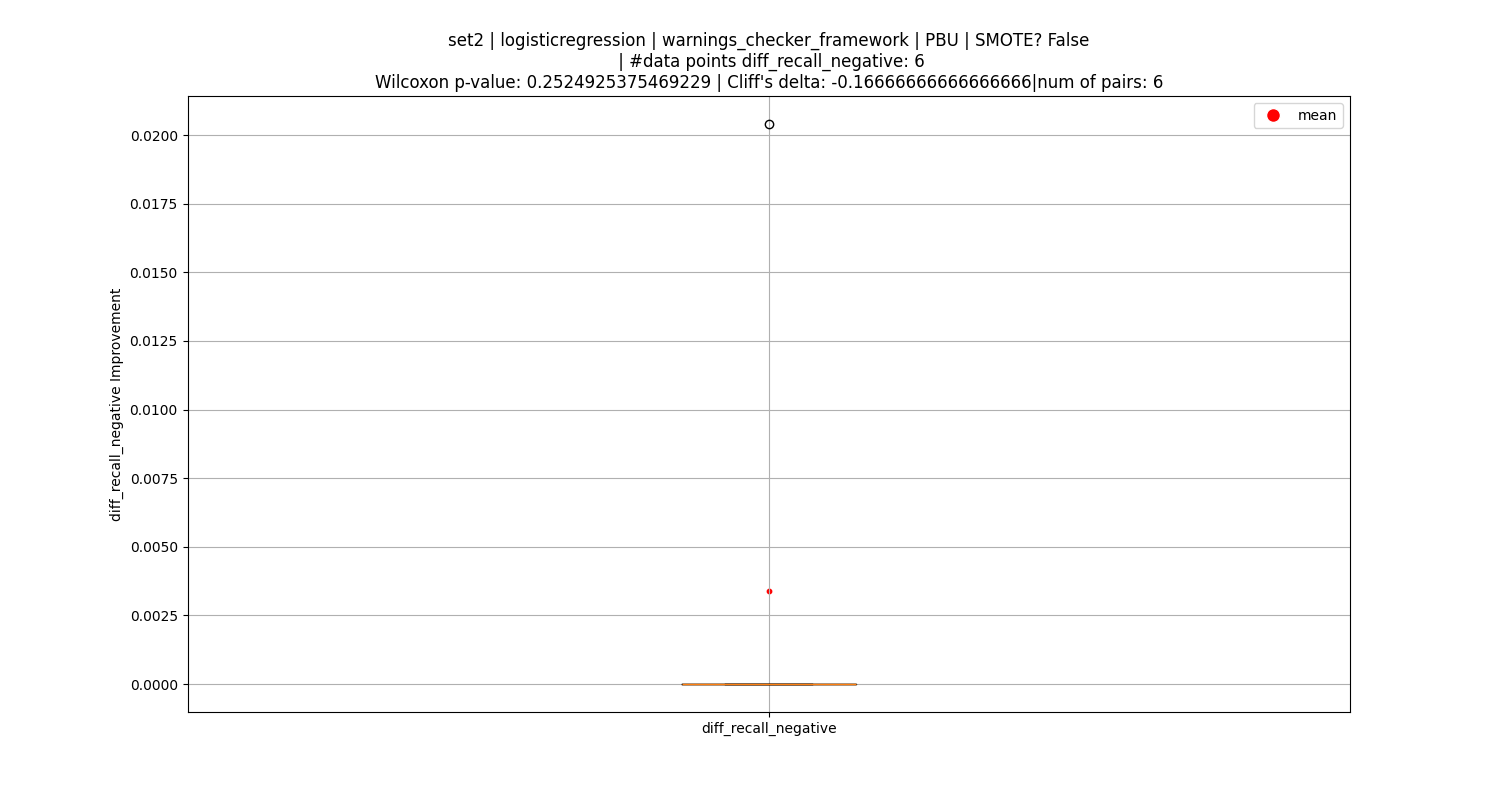 set2 | logisticregression | warnings_checker_framework | PBU | SMOTE? False
| #data points diff_recall_negative: 6
Wilcoxon p-value: 0.2524925375469229 | Cliff's delta: -0.16666666666666666|num of pairs: 6
mean
0.0200
0.0175
0.0150
0.0125
0.0100
0.0075
0.0050
0.0025
0.0000
diff_recall_negative Improvement
diff_recall_negative